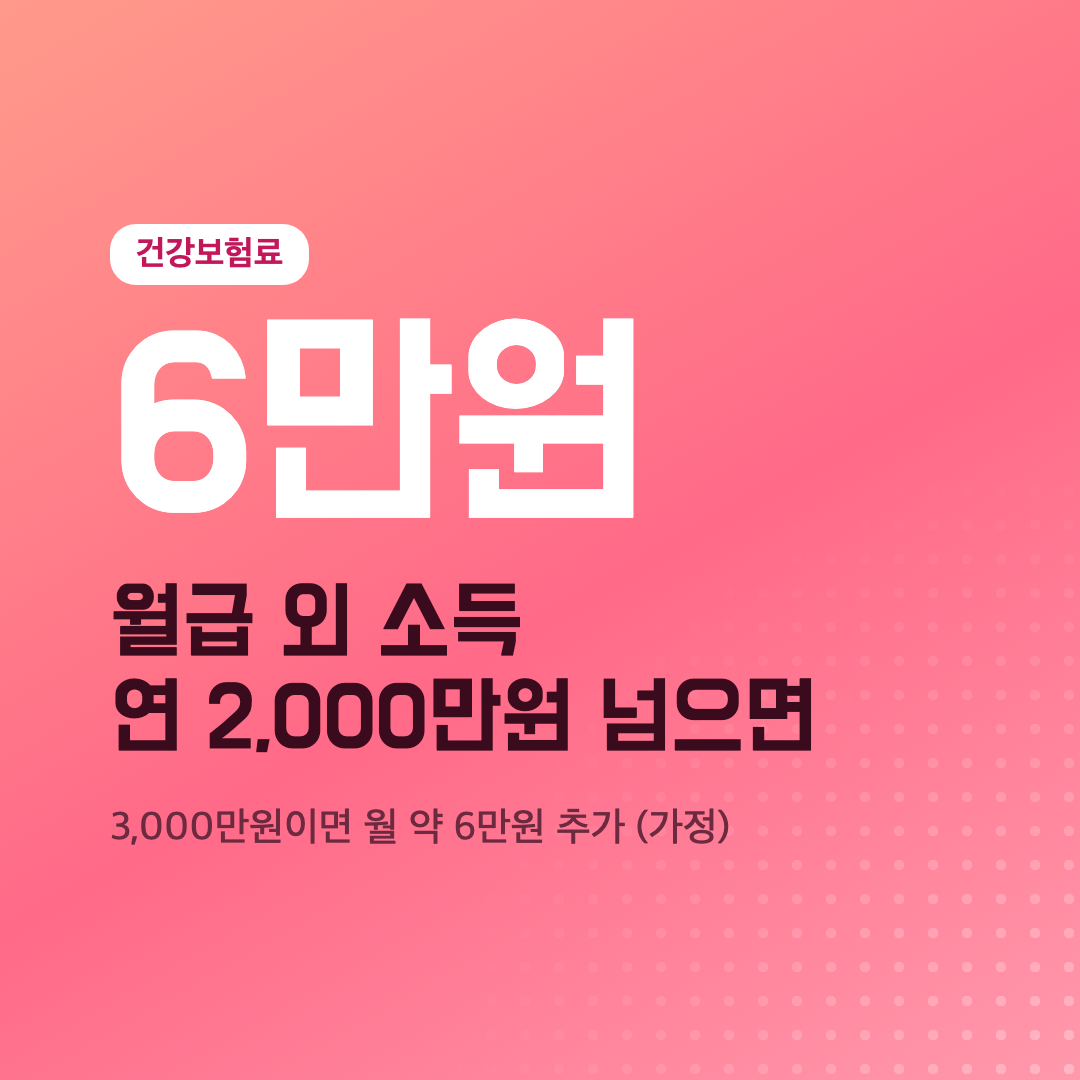 건강보험료
6만원
월급 외 소득
연 2,000만원 넘으면
3,000만원이면 월 약 6만원 추가 (가정)